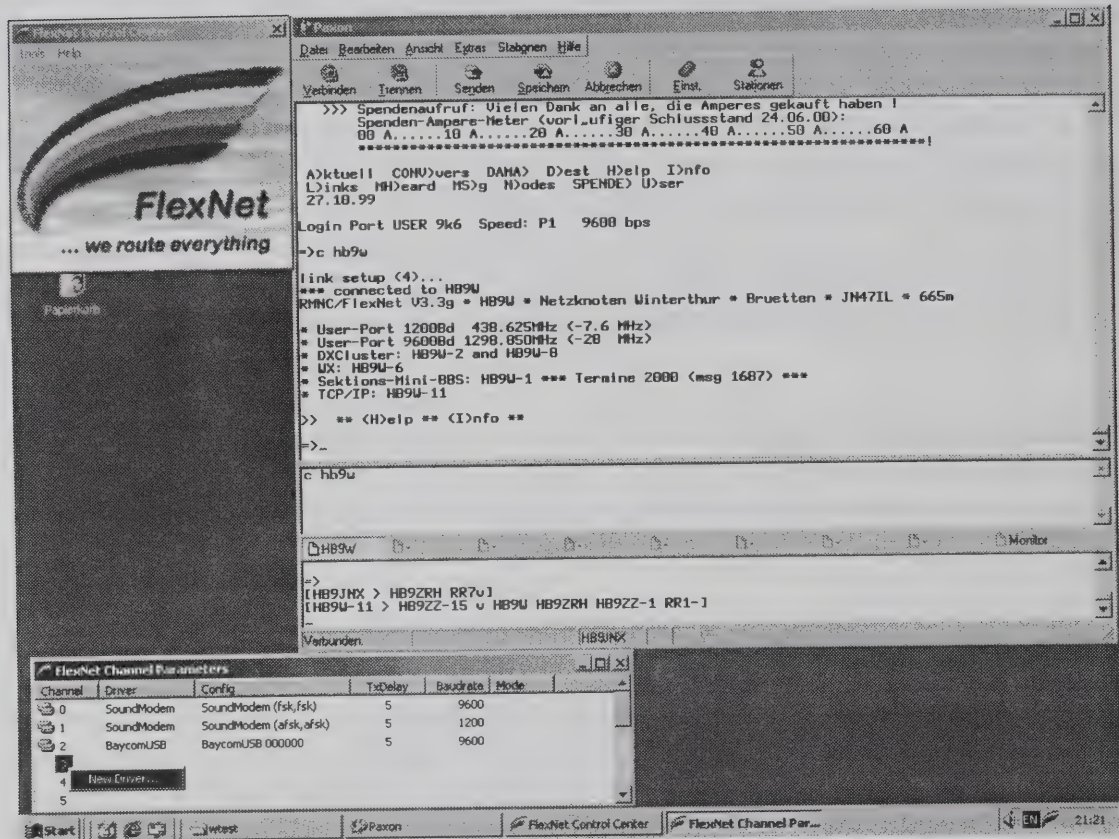 FlexNet Control Center
Tools Help
FlexNet
... we route everything
Papierkorb
Paxon
Datei Bearbeiten Ansicht Extras Stationen Hilfe
Verbinden Trennen Senden Speichern Abbrechen Einst. Stationen
>>> Spendenaufruf: Vielen Dank an alle, die Amperes gekauft haben !
Spenden-Ampere-Meter (vorl_ufiger Schlussstand 24.06.00):
00 A......10 A......20 A......30 A......40 A......50 A......60 A
**********************************************************************!
A)ktuell CONV)vers DAMA) D)est H)elp I)nfo
L)inks MH)eard MS)g N)odes SPENDE) U)ser
27.10.99
Login Port USER 9k6 Speed: P1 9600 bps
=>c hb9w
link setup (4)...
*** connected to HB9W
RMNC/FlexNet V3.3g * HB9W * Netzknoten Winterthur * Bruetten * JN47IL * 665m
* User-Port 1200Bd 438.625MHz (-7.6 MHz)
* User-Port 9600Bd 1298.850MHz (-28 MHz)
* DXCluster: HB9W-2 and HB9W-8
* WX: HB9W-6
* Sektions-Mini-BBS: HB9W-1 *** Termine 2000 (msg 1687) ***
* TCP/IP: HB9W-11
>> ** (H)elp ** (I)nfo **
=>_
c hb9w
HB9W - - - - - - - Monitor
=>
[HB9JNX > HB9ZRH RR7v]
[HB9W-11 > HB9ZZ-15 v HB9W HB9ZRH HB9ZZ-1 RR1-]
_
Verbunden. HB9JNX
FlexNet Channel Parameters
Channel Driver Config TxDelay Baudrate Mode
0 SoundModem SoundModem (fsk,fsk) 5 9600
1 SoundModem SoundModem (afsk,afsk) 5 1200
2 BaycomUSB BaycomUSB 000000 5 9600
3
4 New Driver...
5
Start wtest Paxon FlexNet Control Center FlexNet Channel Par... EN 21:21